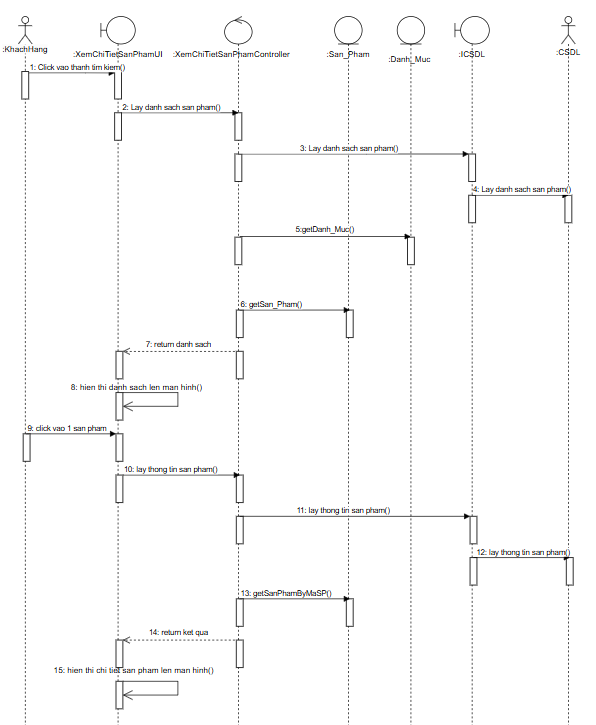 :KhachHang
:XemChiTietSanPhamUI
:XemChiTietSanPhamController
:San_Pham
:Danh_Muc
:ICSDL
:CSDL
1: Click vao thanh tim kiem()
2: Lay danh sach san pham()
3: Lay danh sach san pham()
4: Lay danh sach san pham()
5:getDanh_Muc()
6: getSan_Pham()
7: return danh sach
8: hien thi danh sach len man hinh()
9: click vao 1 san pham
10: lay thong tin san pham()
11: lay thong tin san pham()
12: lay thong tin san pham()
13: getSanPhamByMaSP()
14: return ket qua
15: hien thi chi tiet san pham len man hinh()